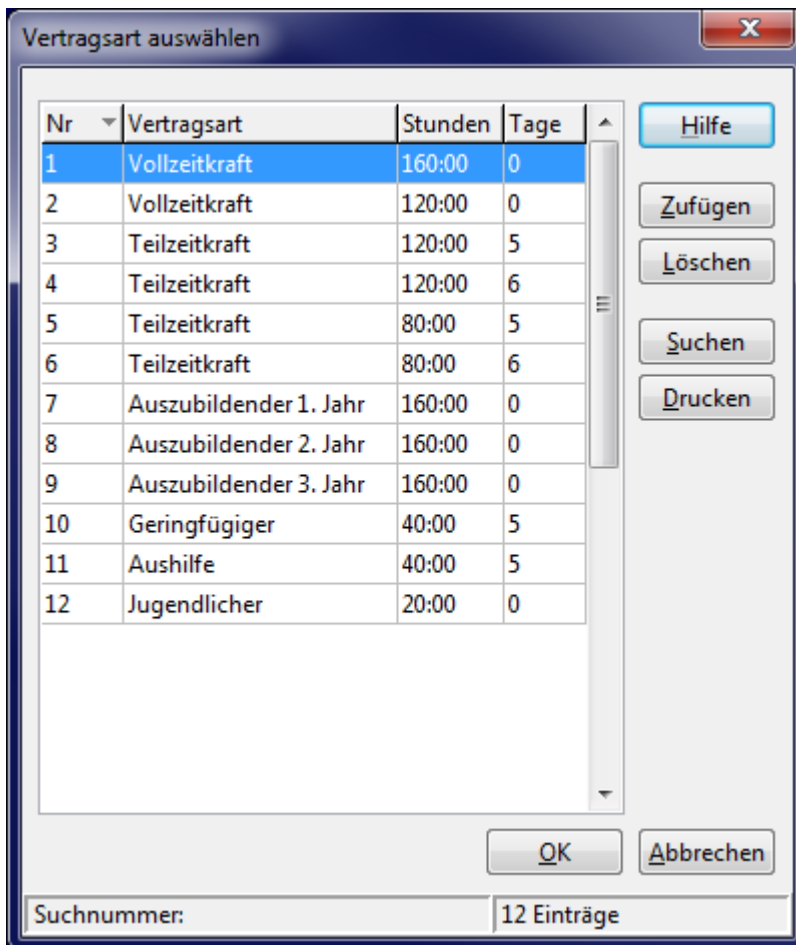 Vertragsart auswählen
Nr Vertragsart Stunden Tage
1 Vollzeitkraft 160:00 0
2 Vollzeitkraft 120:00 0
3 Teilzeitkraft 120:00 5
4 Teilzeitkraft 120:00 6
5 Teilzeitkraft 80:00 5
6 Teilzeitkraft 80:00 6
7 Auszubildender 1. Jahr 160:00 0
8 Auszubildender 2. Jahr 160:00 0
9 Auszubildender 3. Jahr 160:00 0
10 Geringfügiger 40:00 5
11 Aushilfe 40:00 5
12 Jugendlicher 20:00 0
Hilfe
Zufügen
Löschen
Suchen
Drucken
OK Abbrechen
Suchnummer: 12 Einträge